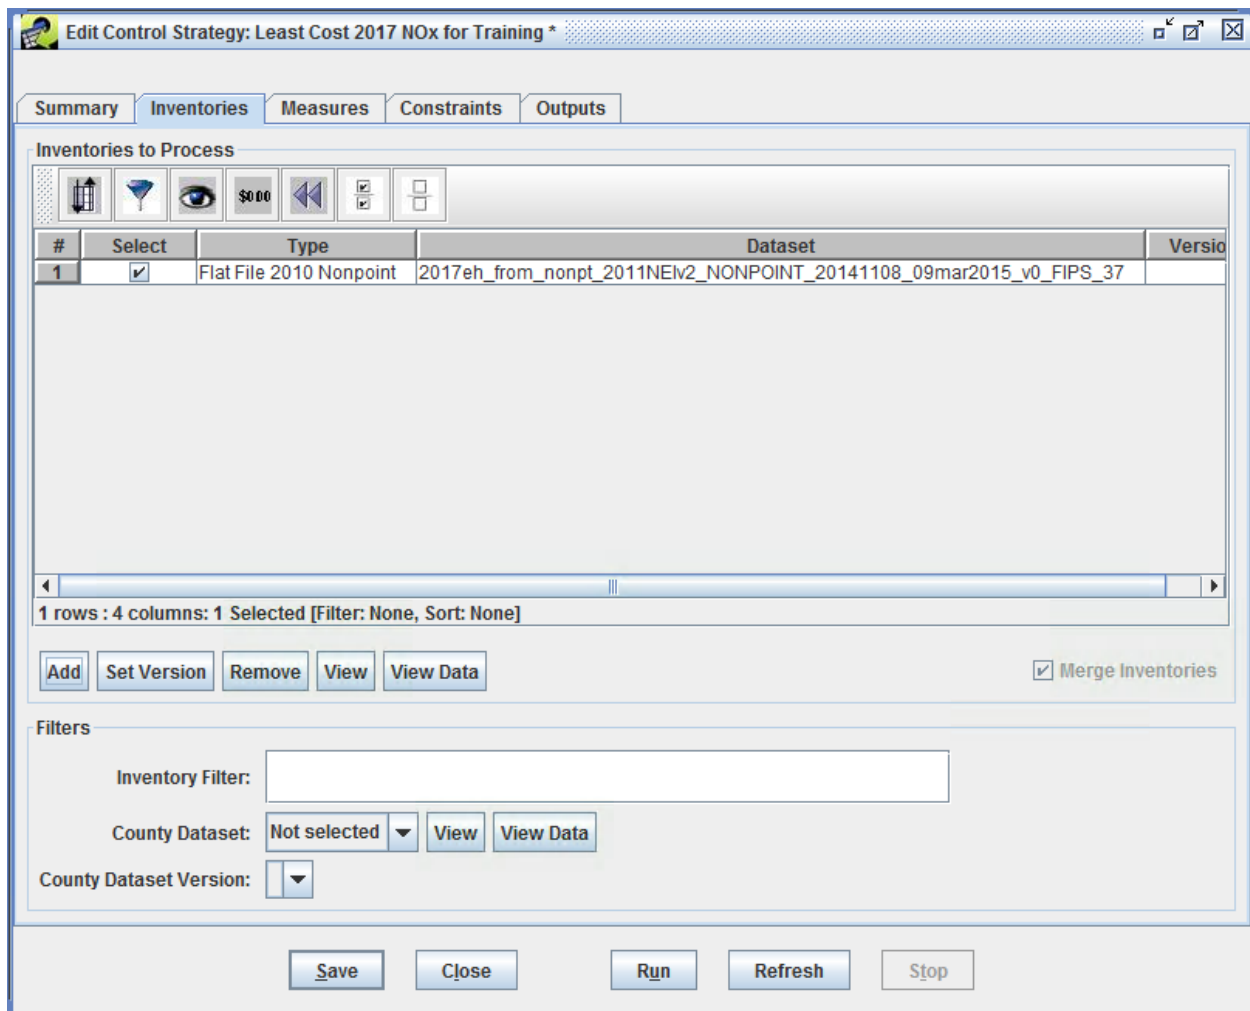 Edit Control Strategy: Least Cost 2017 NOx for Training *
Summary Inventories Measures Constraints Outputs
Inventories to Process
$0.00
# Select Type Dataset Versio
1 Flat File 2010 Nonpoint 2017eh_from_nonpt_2011NEIv2_NONPOINT_20141108_09mar2015_v0_FIPS_37
1 rows : 4 columns: 1 Selected [Filter: None, Sort: None]
Add Set Version Remove View View Data Merge Inventories
Filters
Inventory Filter:
County Dataset: Not selected View View Data
County Dataset Version:
Save Close Run Refresh Stop